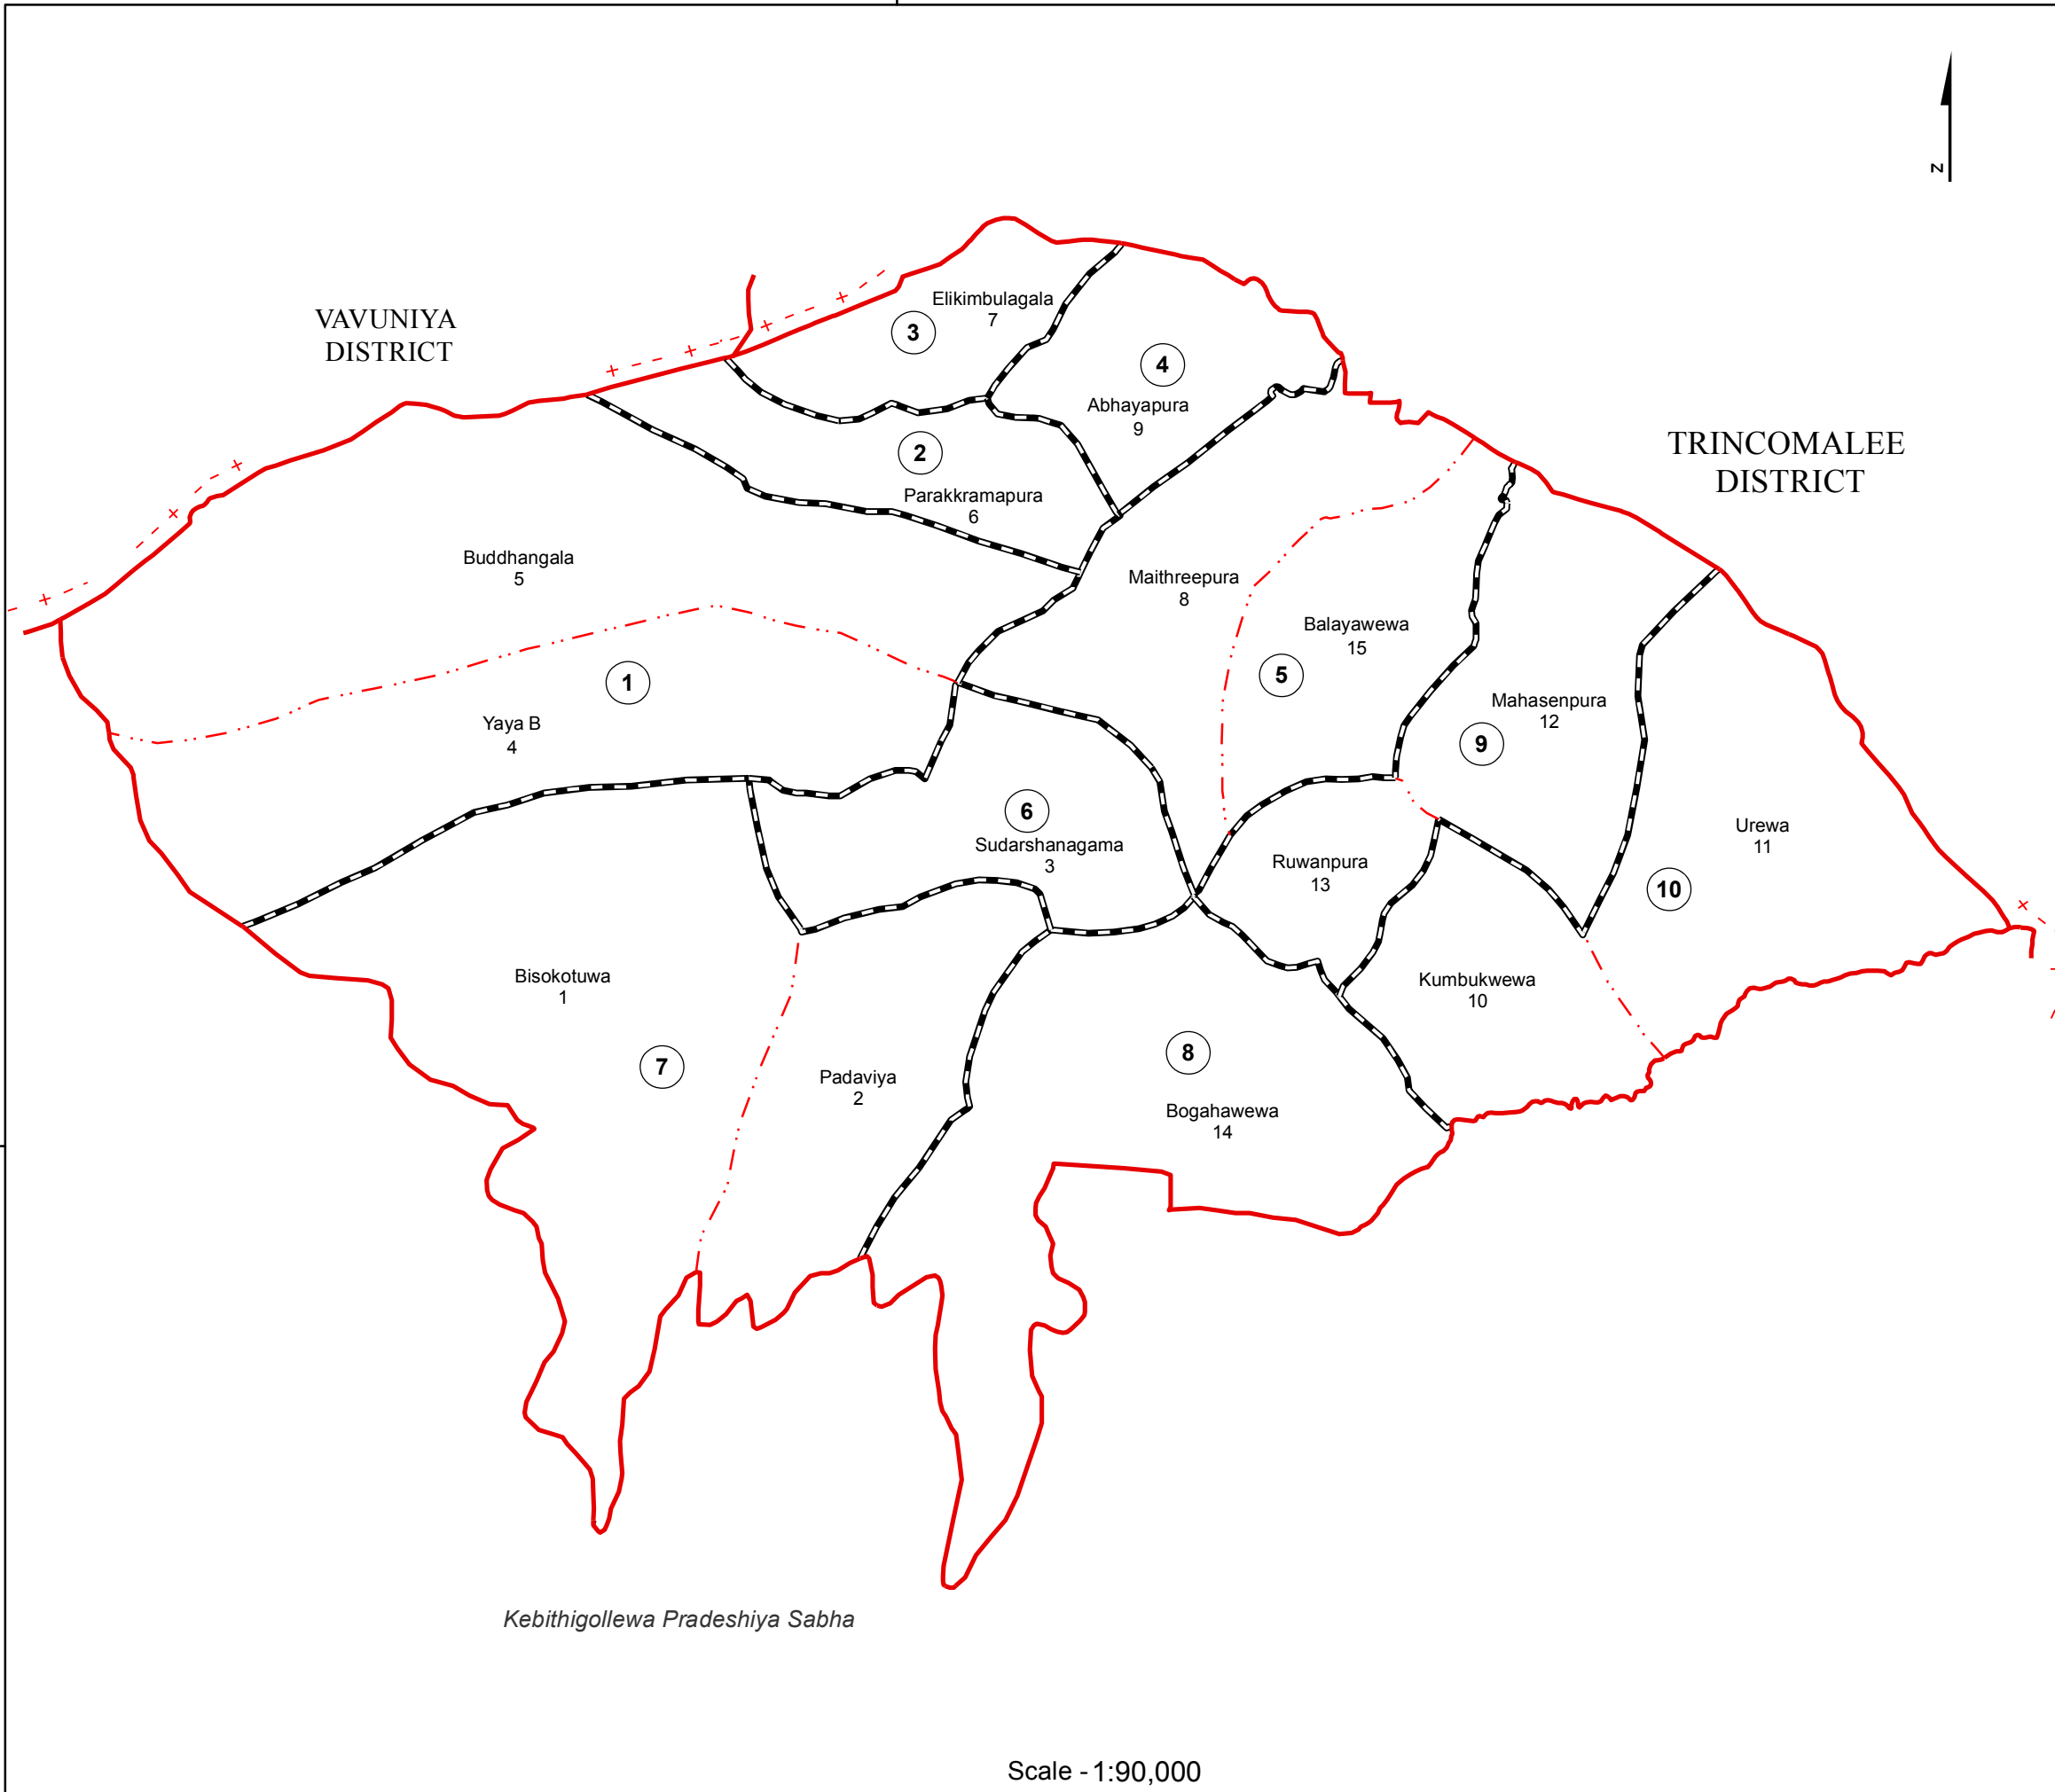 N
VAVUNIYA
DISTRICT
Elikimbulagala
7
3
4
Abhayapura
9
TRINCOMALEE
DISTRICT
2
Parakkramapura
6
Buddhangala
5
Maithreepura
8
Balayawewa
15
1
5
Yaya B
4
Mahasenpura
12
9
6
Sudarshanagama
3
Urewa
11
Ruwanpura
13
10
Bisokotuwa
1
Kumbukwewa
10
7
8
Padaviya
2
Bogahawewa
14
Kebithigollewa Pradeshiya Sabha
Scale - 1:90,000